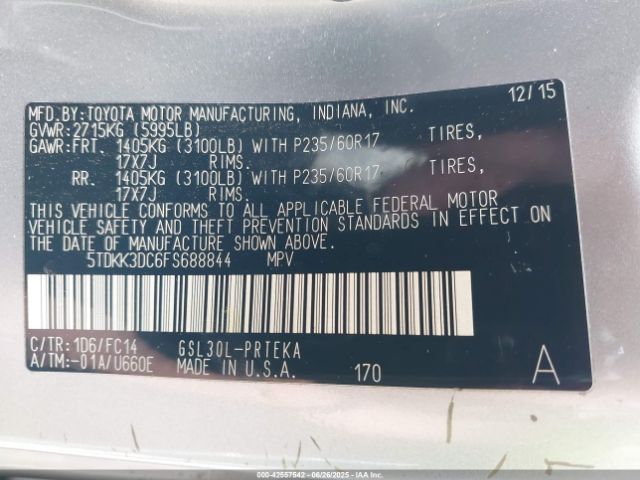 MFD.BY:TOYOTA MOTOR MANUFACTURING, INDIANA, INC. 12/15
GVWR:2715KG (5995LB)
GAWR:FRT. 1405KG (3100LB) WITH P235/60R17 TIRES,
17X7J RIMS.
RR. 1405KG (3100LB) WITH P235/60R17 TIRES,
17X7J RIMS.
THIS VEHICLE CONFORMS TO ALL APPLICABLE FEDERAL MOTOR
VEHICLE SAFETY AND THEFT PREVENTION STANDARDS IN EFFECT ON
THE DATE OF MANUFACTURE SHOWN ABOVE.
5TDKK3DC6FS688844 MPV
C/TR:1D6/FC14 GSL30L-PRTEKA
A/TM:-01A/U660E MADE IN U.S.A. 170 A
000-42557542 - 06/26/2025 - IAAI.COM